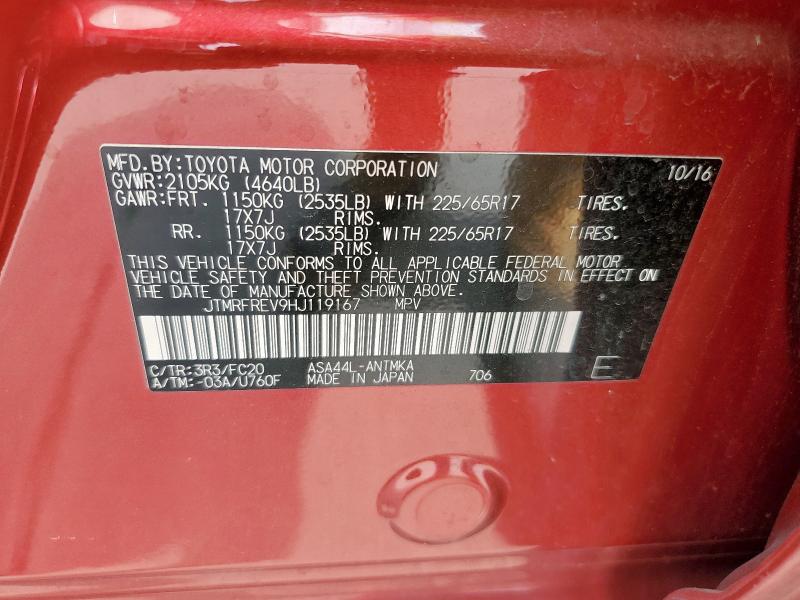 MFD.BY:TOYOTA MOTOR CORPORATION 10/16
GVWR:2105KG (4640LB)
GAWR:FRT. 1150KG (2535LB) WITH 225/65R17 TIRES.
17X7J RIMS.
RR. 1150KG (2535LB) WITH 225/65R17 TIRES.
17X7J RIMS.
THIS VEHICLE CONFORMS TO ALL APPLICABLE FEDERAL MOTOR
VEHICLE SAFETY AND THEFT PREVENTION STANDARDS IN EFFECT ON
THE DATE OF MANUFACTURE SHOWN ABOVE.
JTMRFREV9HJ119167 MPV
C/TR:3R3/FC20 ASA44L-ANTMKA
A/TM:-03A/U760F MADE IN JAPAN 706 E